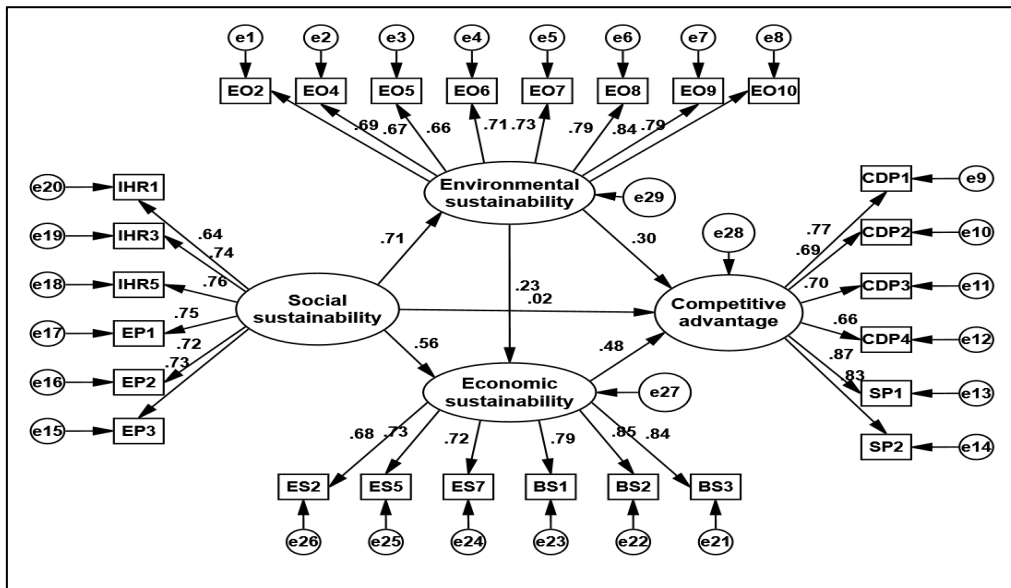 e1 e2 e3 e4 e5 e6 e7 e8
EO2 EO4 EO5 EO6 EO7 EO8 EO9 EO10
.69 .67 .66 .71 .73 .79 .84 .79
Environmental
sustainability
e29
e20 IHR1
e19 IHR3
e18 IHR5
e17 EP1
e16 EP2
e15 EP3
.64
.74
.76
.75
.72
.73
Social
sustainability
.71
.23
.02
.56
.30
.48
e28
Competitive
advantage
.77
.69
.70
.66
.87
.83
CDP1 e9
CDP2 e10
CDP3 e11
CDP4 e12
SP1 e13
SP2 e14
Economic
sustainability
e27
.68 .73 .72 .79 .85 .84
ES2 ES5 ES7 BS1 BS2 BS3
e26 e25 e24 e23 e22 e21